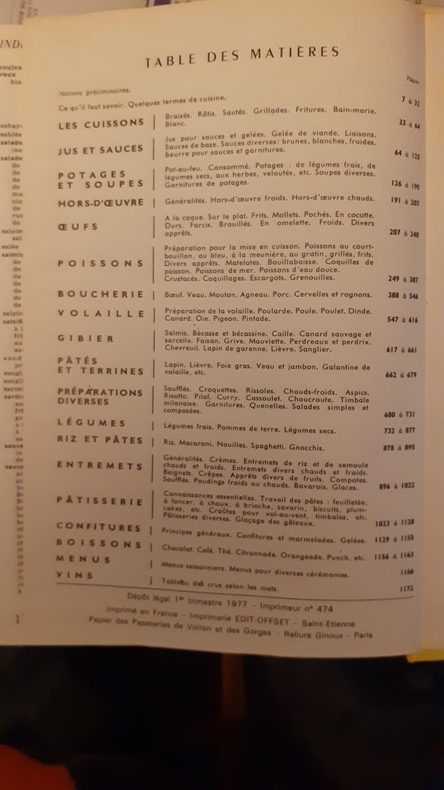 TABLE DES MATIÈRES
Pages
Notions préliminaires.
Ce qu'il faut savoir. Quelques termes de cuisine. 7 à 32
LES CUISSONS Braisés. Rôtis. Sautés. Grillades. Fritures. Bain-marie.
Blanc. 33 à 64
JUS ET SAUCES Jus pour sauces et gelées. Gelée de viande. Liaisons.
Sauces de base. Sauces diverses : brunes, blanches, froides.
Beurre pour sauces et garnitures. 64 à 125
POTAGES ET SOUPES Pot-au-feu. Consommé. Potages : de légumes frais, de
légumes secs, aux herbes, veloutés, etc. Soupes diverses.
Garnitures de potages. 126 à 190
HORS-D'ŒUVRE Généralités. Hors-d'œuvre froids. Hors-d'œuvre chauds. 191 à 207
ŒUFS A la coque. Sur le plat. Frits. Mollets. Pochés. En cocotte.
Durs. Farcis. Brouillés. En omelette. Froids. Divers
apprêts. 207 à 248
POISSONS Préparation pour la mise en cuisson. Poissons au court-
bouillon, au bleu, à la meunière, au gratin, grillés, frits.
Divers apprêts. Matelotes. Bouillabaisse. Coquilles de
poisson. Poissons de mer. Poissons d'eau douce.
Crustacés. Coquillages. Escargots. Grenouilles. 249 à 387
BOUCHERIE Bœuf. Veau. Mouton. Agneau. Porc. Cervelles et rognons. 388 à 546
VOLAILLE Préparation de la volaille. Poularde. Poule. Poulet. Dinde.
Canard. Oie. Pigeon. Pintade. 547 à 616
GIBIER Salmis. Bécasse et bécassine. Caille. Canard sauvage et
sarcelle. Faisan. Grive. Mauviette. Perdreaux et perdrix.
Chevreuil. Lapin de garenne. Lièvre. Sanglier. 617 à 661
PÂTÉS ET TERRINES Lapin. Lièvre. Foie gras. Veau et jambon. Galantine de
volaille, etc. 662 à 679
PRÉPARATIONS DIVERSES Soufflés. Croquettes. Rissoles. Chauds-froids. Aspics.
Risotto. Pilaf. Curry. Cassoulet. Choucroute. Timbale
milanaise. Garnitures. Quenelles. Salades simples et
composées. 680 à 731
LÉGUMES Légumes frais. Pommes de terre. Légumes secs. 732 à 877
RIZ ET PÂTES Riz. Macaroni. Nouilles. Spaghetti. Gnocchis. 878 à 895
ENTREMETS Généralités. Crèmes. Entremets de riz et de semoule
chauds et froids. Entremets divers chauds et froids.
Beignets. Crêpes. Apprêts divers de fruits. Compotes.
Soufflés. Poudings froids ou chauds. Bavarois. Glaces. 896 à 1022
PÂTISSERIE Connaissances essentielles. Travail des pâtes : feuilletée,
à foncer, à choux, à brioche, savarin, biscuits, plum-
cakes, etc. Croûtes pour vol-au-vent, timbales, etc.
Pâtisseries diverses. Glaçage des gâteaux. 1023 à 1128
CONFITURES Principes généraux. Confitures et marmelades. Gelées. 1129 à 1155
BOISSONS Chocolat. Café. Thé. Citronnade. Orangeade. Punch, etc. 1156 à 1165
MENUS Menus saisonniers. Menus pour diverses cérémonies. 1166
VINS Tableau des crus selon les mets. 1175
Dépôt légal 1er trimestre 1977 - Imprimeur n° 474
Imprimé en France - Imprimerie EDIT-OFFSET - Saint-Etienne
Papier des Papeteries de Voiron et des Gorges - Reliure Ginoux - Paris